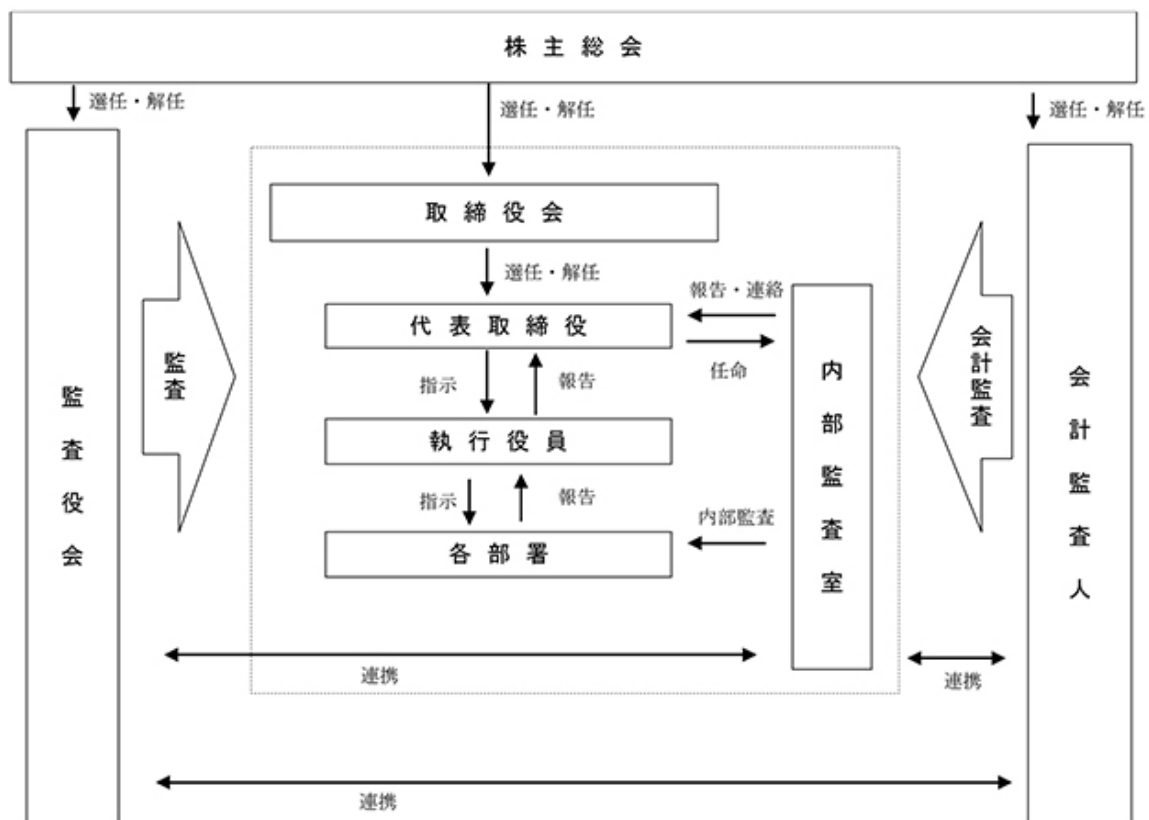 株主総会
選任・解任
選任・解任
選任・解任
取締役会
選任・解任
報告・連絡
代表取締役
任命
指示
報告
執行役員
指示
報告
内部監査
各部署
監査
監査役会
内部監査室
会計監査
会計監査人
連携
連携
連携